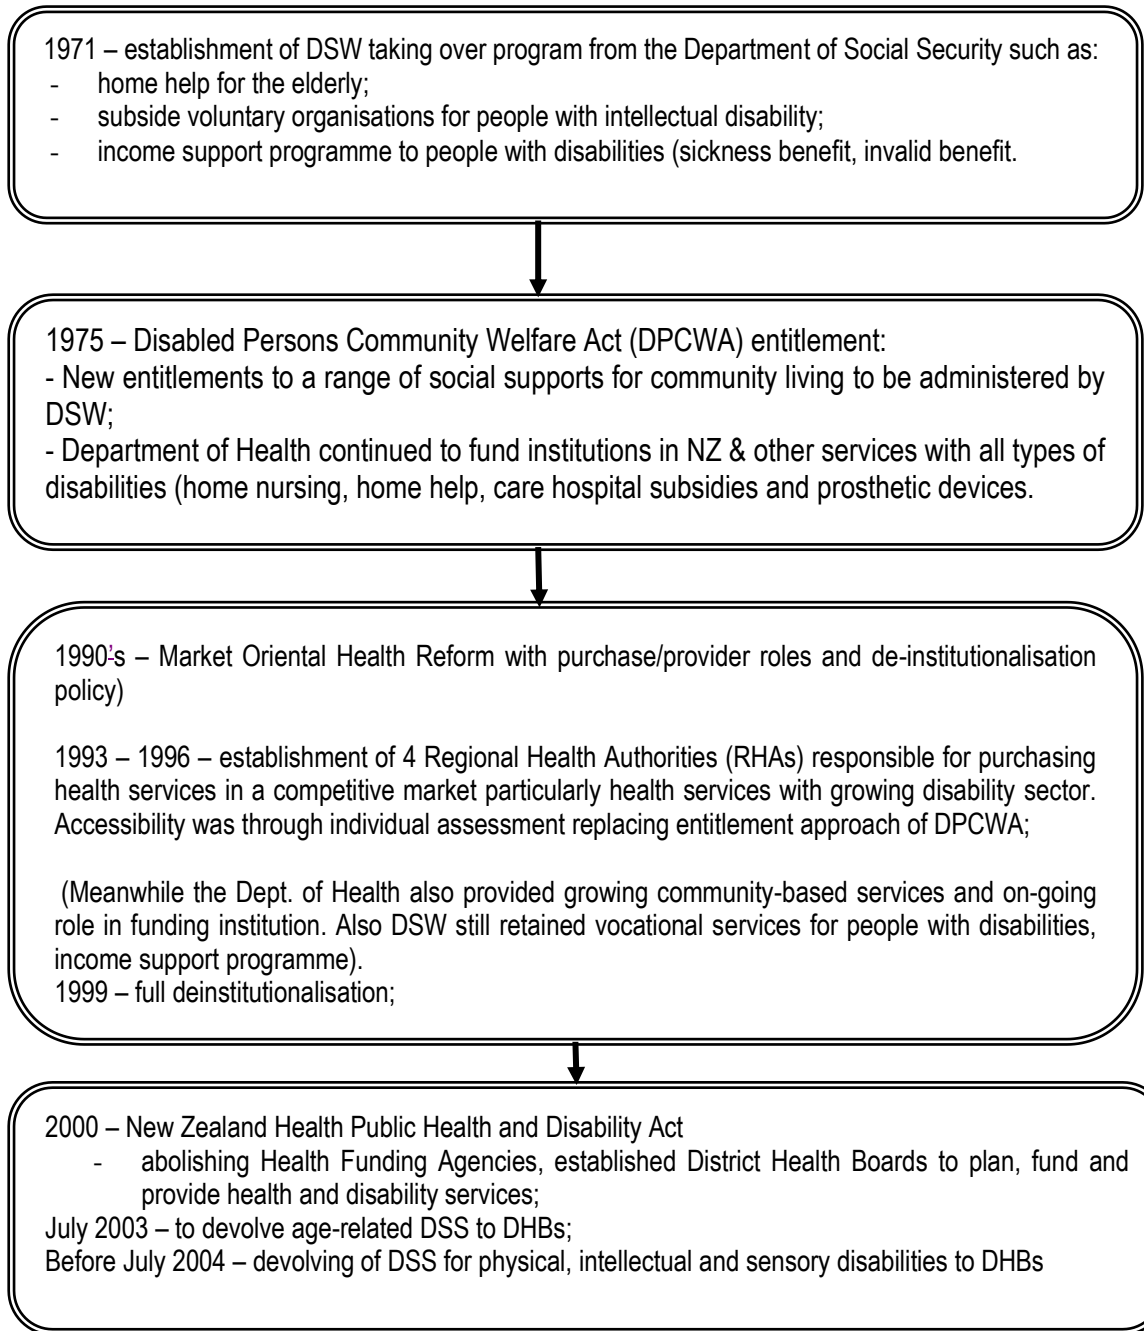 1971 – establishment of DSW taking over program from the Department of Social Security such as:
- home help for the elderly;
- subside voluntary organisations for people with intellectual disability;
- income support programme to people with disabilities (sickness benefit, invalid benefit.
1975 – Disabled Persons Community Welfare Act (DPCWA) entitlement:
- New entitlements to a range of social supports for community living to be administered by
DSW;
- Department of Health continued to fund institutions in NZ & other services with all types of
disabilities (home nursing, home help, care hospital subsidies and prosthetic devices.
1990's – Market Oriental Health Reform with purchase/provider roles and de-institutionalisation
policy)
1993 – 1996 – establishment of 4 Regional Health Authorities (RHAs) responsible for purchasing
health services in a competitive market particularly health services with growing disability sector.
Accessibility was through individual assessment replacing entitlement approach of DPCWA;
(Meanwhile the Dept. of Health also provided growing community-based services and on-going
role in funding institution. Also DSW still retained vocational services for people with disabilities,
income support programme).
1999 – full deinstitutionalisation;
2000 – New Zealand Health Public Health and Disability Act
- abolishing Health Funding Agencies, established District Health Boards to plan, fund and
provide health and disability services;
July 2003 – to devolve age-related DSS to DHBs;
Before July 2004 – devolving of DSS for physical, intellectual and sensory disabilities to DHBs